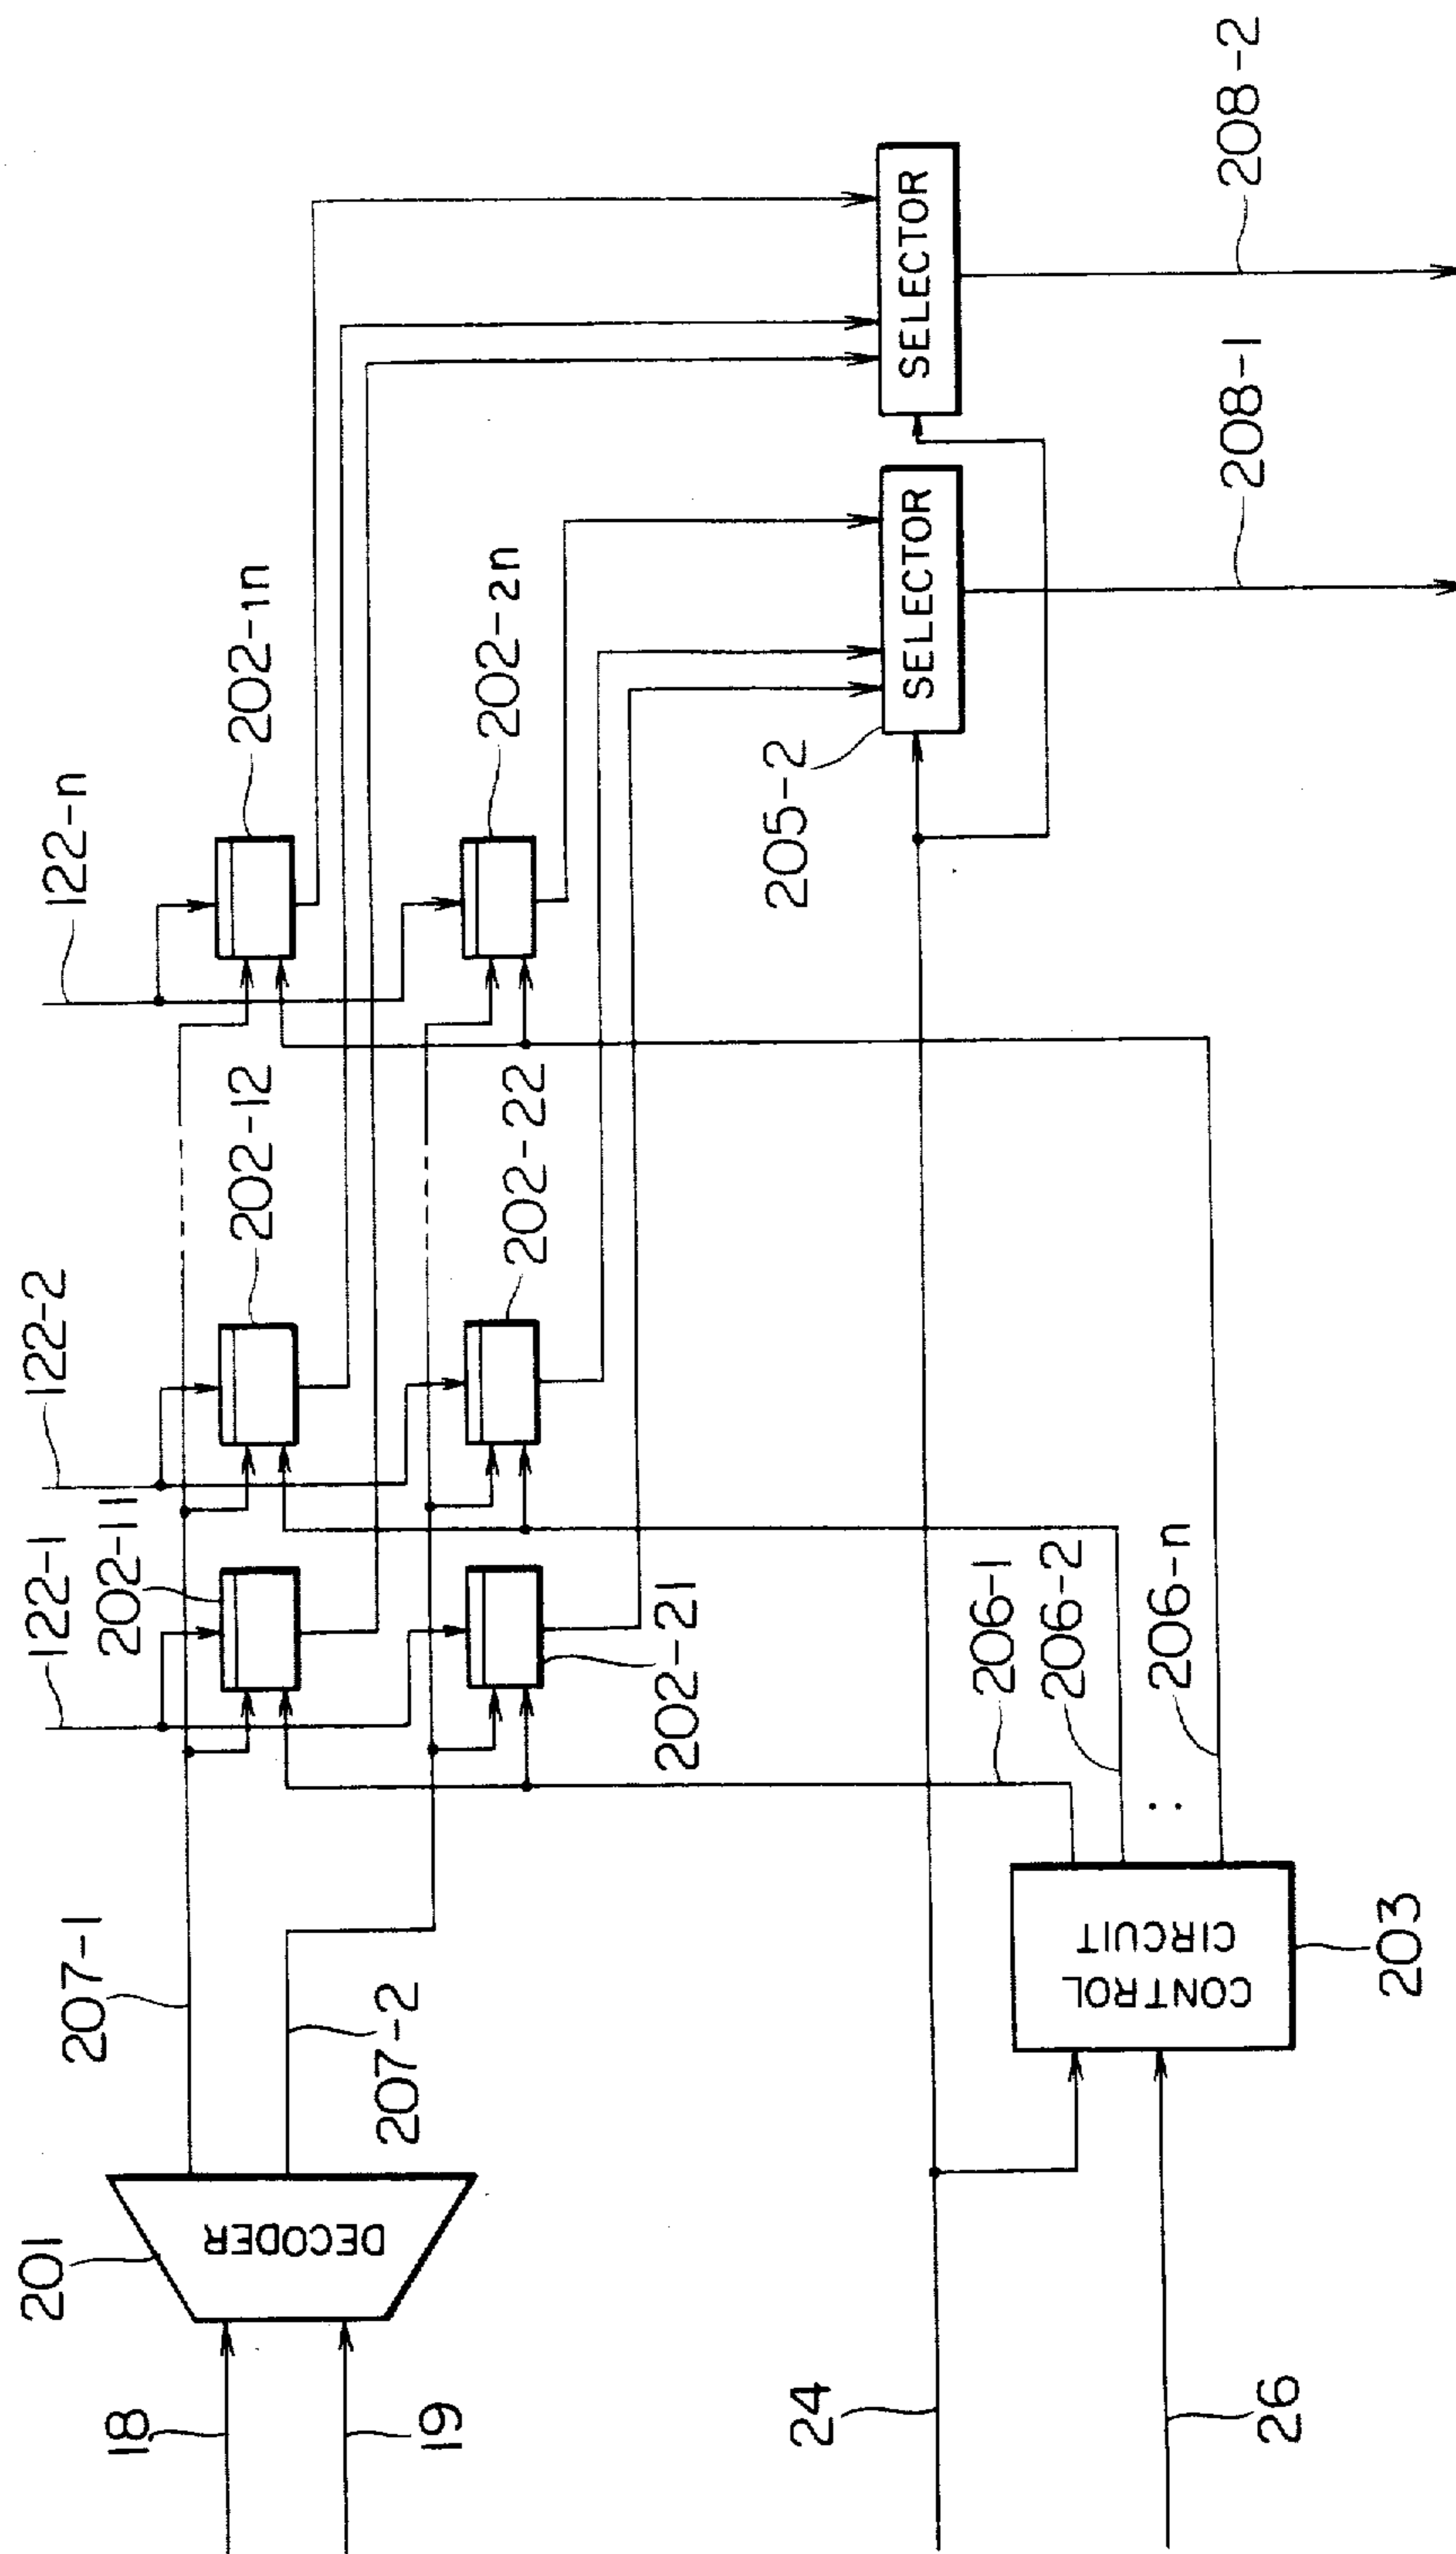 122-1
122-2
122-n
202-11
202-12
202-1n
201
207-1
18
DECODER
19
207-2
202-21
202-22
202-2n
205-2
SELECTOR
SELECTOR
24
206-1
206-2
206-n
26
CONTROL
CIRCUIT
203
208-1
208-2